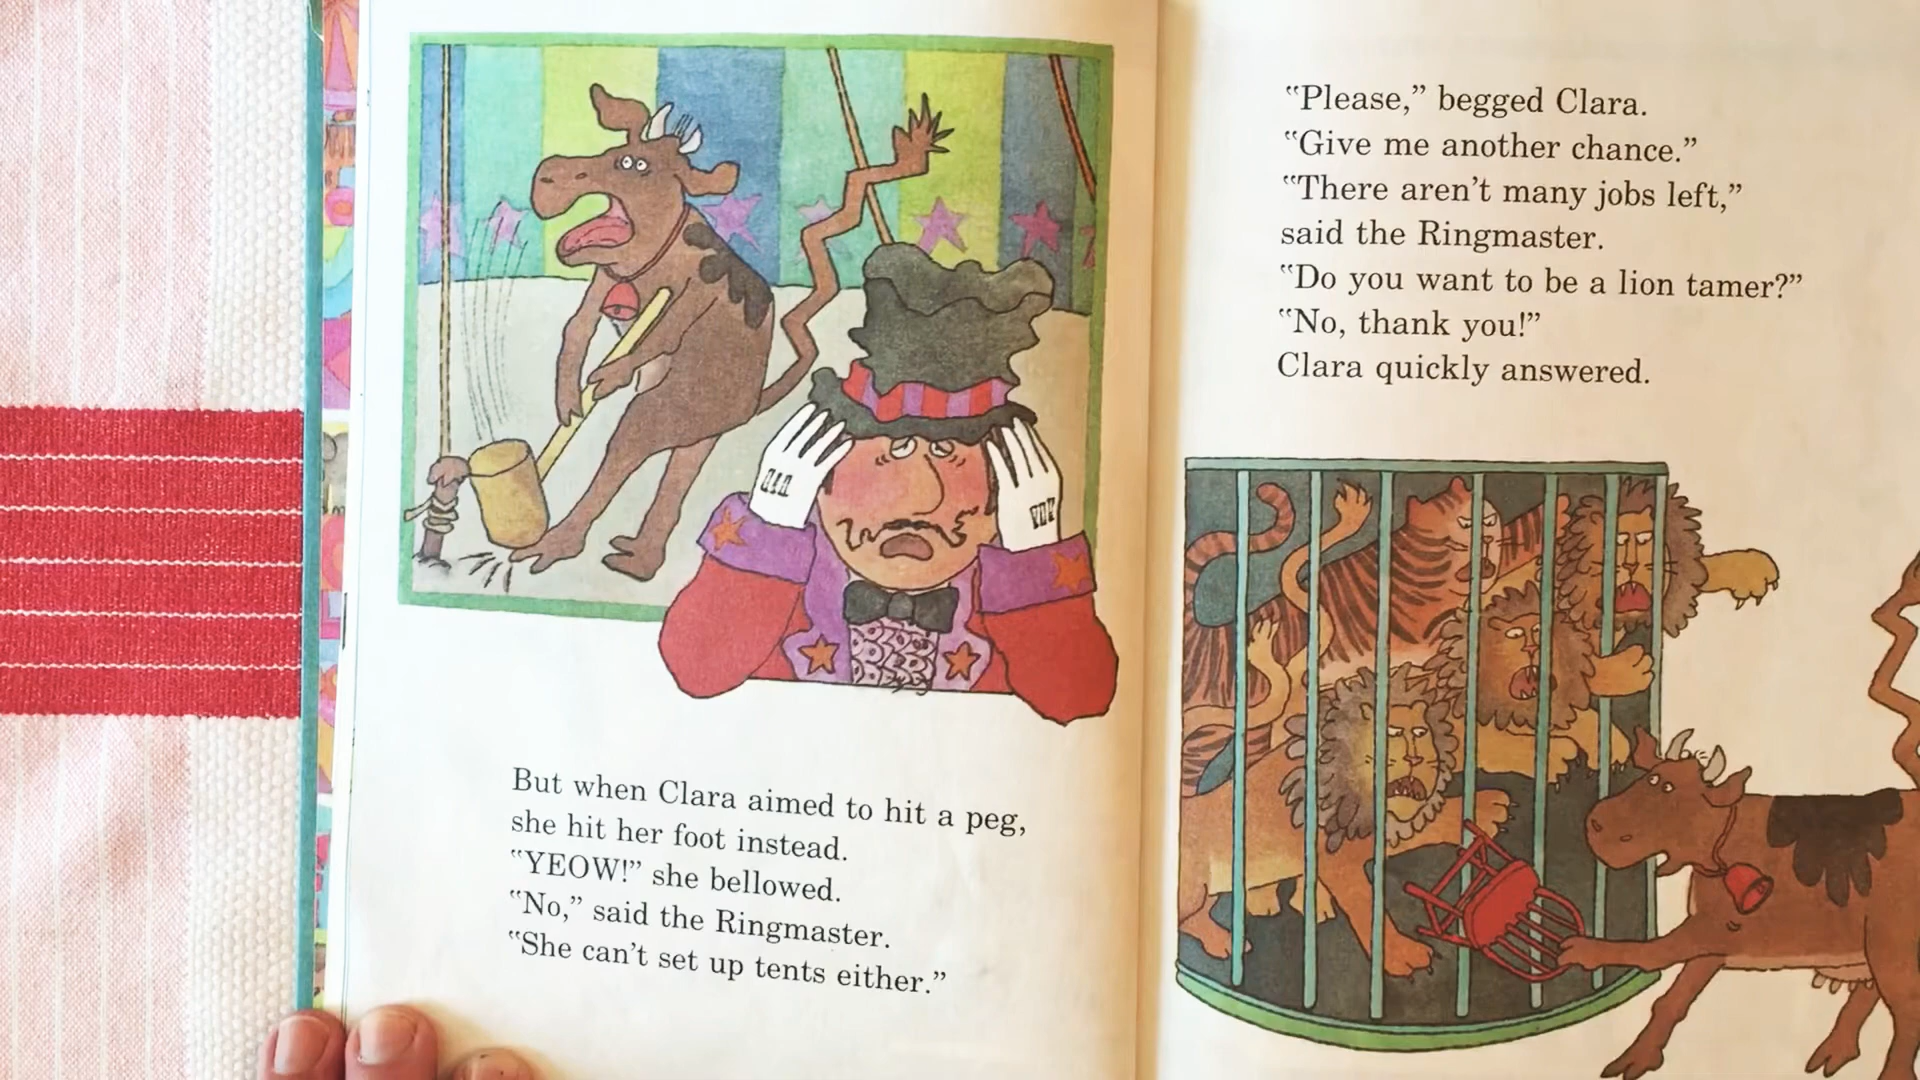 But when Clara aimed to hit a peg,
she hit her foot instead.
“YEOW!” she bellowed.
“No,” said the Ringmaster.
“She can’t set up tents either.”
“Please,” begged Clara.
“Give me another chance.”
“There aren’t many jobs left,”
said the Ringmaster.
“Do you want to be a lion tamer?”
“No, thank you!”
Clara quickly answered.